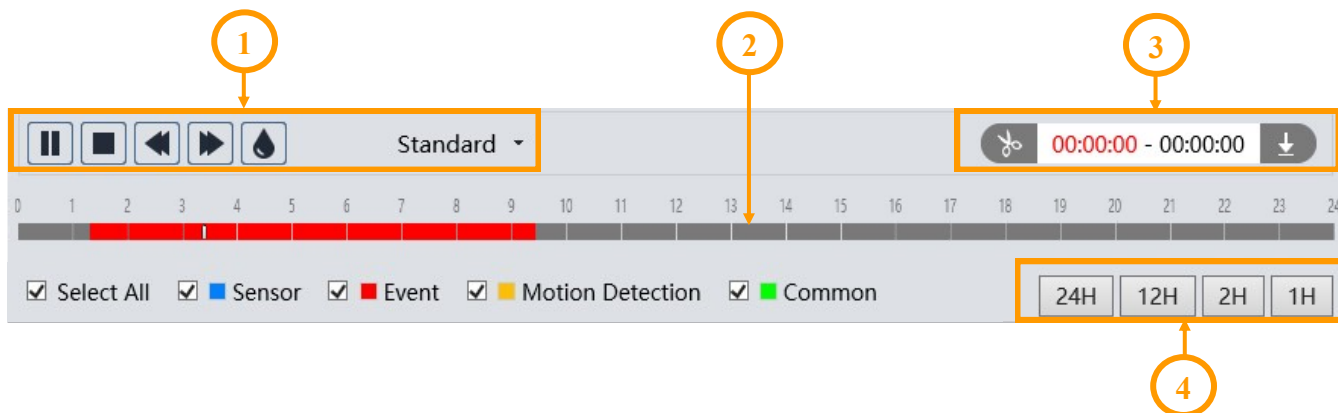 1 2 3
Standard 00:00:00 - 00:00:00
0 1 2 3 4 5 6 7 8 9 10 11 12 13 14 15 16 17 18 19 20 21 22 23 24
Select All Sensor Event Motion Detection Common 24H 12H 2H 1H
4